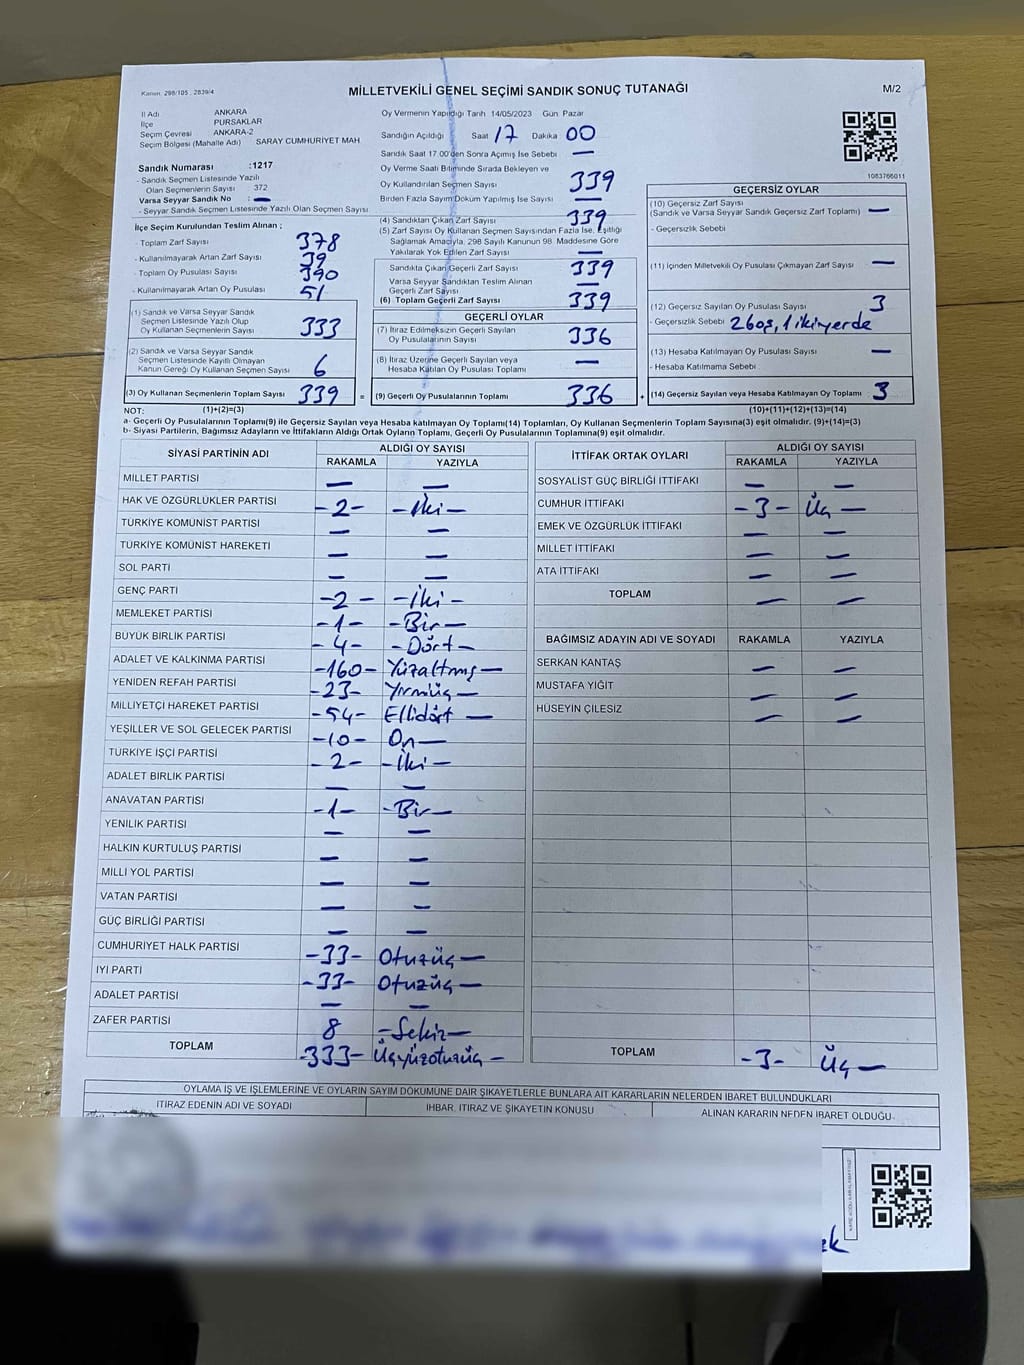 Kanun: 298/105 , 2839/4
MİLLETVEKİLİ GENEL SEÇİMİ SANDIK SONUÇ TUTANAĞI
M/2
İl Adı ANKARA
İlçe PURSAKLAR
Seçim Çevresi ANKARA-2
Seçim Bölgesi (Mahalle Adı) SARAY CUMHURİYET MAH
Sandık Numarası :1217
- Sandık Seçmen Listesinde Yazılı
Olan Seçmenlerin Sayısı 372
Varsa Seyyar Sandık No : —
- Seyyar Sandık Seçmen Listesinde Yazılı Olan Seçmen Sayısı
İlçe Seçim Kurulundan Teslim Alınan ;
- Toplam Zarf Sayısı 378
- Kullanılmayarak Artan Zarf Sayısı 39
- Toplam Oy Pusulası Sayısı 390
- Kullanılmayarak Artan Oy Pusulası 51
(1) Sandık ve Varsa Seyyar Sandık
Seçmen Listesinde Yazılı Olup
Oy Kullanan Seçmenlerin Sayısı 333
(2) Sandık ve Varsa Seyyar Sandık
Seçmen Listesinde Kayıtlı Olmayan
Kanun Gereği Oy Kullanan Seçmen Sayısı 6
(3) Oy Kullanan Seçmenlerin Toplam Sayısı 339 =
Oy Vermenin Yapıldığı Tarih 14/05/2023 Gün: Pazar
Sandığın Açıldığı Saat 17 Dakika 00
Sandık Saat 17.00'den Sonra Açımış İse Sebebi —
Oy Verme Saati Bitiminde Sırada Bekleyen ve
Oy Kullandırılan Seçmen Sayısı 339
Birden Fazla Sayım Döküm Yapılmış İse Sayısı —
(4) Sandıktan Çıkan Zarf Sayısı 339
(5) Zarf Sayısı Oy Kullanan Seçmen Sayısından Fazla İse, Eşitliği
Sağlamak Amacıyla, 298 Sayılı Kanunun 98. Maddesine Göre
Yakılarak Yok Edilen Zarf Sayısı —
Sandıkta Çıkan Geçerli Zarf Sayısı 339
Varsa Seyyar Sandıktan Teslim Alınan
Geçerli Zarf Sayısı —
(6) Toplam Geçerli Zarf Sayısı 339
GEÇERLİ OYLAR
(7) İtiraz Edilmeksizin Geçerli Sayılan
Oy Pusulalarının Sayısı 336
(8) İtiraz Üzerine Geçerli Sayılan veya
Hesaba Katılan Oy Pusulası Toplamı —
(9) Geçerli Oy Pusulalarının Toplamı 336 +
1083766011
GEÇERSİZ OYLAR
(10) Geçersiz Zarf Sayısı
(Sandık ve Varsa Seyyar Sandık Geçersiz Zarf Toplamı) —
- Geçersizlik Sebebi
(11) İçinden Milletvekili Oy Pusulası Çıkmayan Zarf Sayısı —
(12) Geçersiz Sayılan Oy Pusulası Sayısı 3
- Geçersizlik Sebebi 2 boş, 1 iki yerde
(13) Hesaba Katılmayan Oy Pusulası Sayısı —
- Hesaba Katılmama Sebebi
(14) Geçersiz Sayılan veya Hesaba Katılmayan Oy Toplamı 3
NOT: (1)+(2)=(3) (10)+(11)+(12)+(13)=(14)
a- Geçerli Oy Pusulalarının Toplamı(9) ile Geçersiz Sayılan veya Hesaba Katılmayan Oy Toplamı(14) Toplamları, Oy Kullanan Seçmenlerin Toplam Sayısına(3) eşit olmalıdır. (9)+(14)=(3)
b- Siyasi Partilerin, Bağımsız Adayların ve İttifakların Aldığı Ortak Oyların Toplamı, Geçerli Oy Pusulalarının Toplamına(9) eşit olmalıdır.
SİYASİ PARTİNİN ADI ALDIĞI OY SAYISI
RAKAMLA YAZIYLA
MİLLET PARTİSİ — —
HAK VE ÖZGÜRLÜKLER PARTİSİ -2- -İki-
TÜRKİYE KOMÜNİST PARTİSİ — —
TÜRKİYE KOMÜNİST HAREKETİ — —
SOL PARTİ — —
GENÇ PARTİ -2- -İki-
MEMLEKET PARTİSİ -1- -Bir-
BÜYÜK BİRLİK PARTİSİ -4- -Dört-
ADALET VE KALKINMA PARTİSİ -160- Yüzaltmış-
YENİDEN REFAH PARTİSİ -23- Yirmiüç-
MİLLİYETÇİ HAREKET PARTİSİ -54- Ellidört-
YEŞİLLER VE SOL GELECEK PARTİSİ -10- On-
TÜRKİYE İŞÇİ PARTİSİ -2- -İki-
ADALET BİRLİK PARTİSİ — —
ANAVATAN PARTİSİ -1- -Bir-
YENİLİK PARTİSİ — —
HALKIN KURTULUŞ PARTİSİ — —
MİLLİ YOL PARTİSİ — —
VATAN PARTİSİ — —
GÜÇ BİRLİĞİ PARTİSİ — —
CUMHURİYET HALK PARTİSİ -33- Otuzüç-
İYİ PARTİ -33- Otuzüç-
ADALET PARTİSİ — —
ZAFER PARTİSİ 8 -Sekiz-
TOPLAM -333- Üçyüzotuzüç-
İTTİFAK ORTAK OYLARI ALDIĞI OY SAYISI
RAKAMLA YAZIYLA
SOSYALİST GÜÇ BİRLİĞİ İTTİFAKI — —
CUMHUR İTTİFAKI -3- Üç-
EMEK VE ÖZGÜRLÜK İTTİFAKI — —
MİLLET İTTİFAKI — —
ATA İTTİFAKI — —
TOPLAM — —
BAĞIMSIZ ADAYIN ADI VE SOYADI RAKAMLA YAZIYLA
SERKAN KANTAŞ — —
MUSTAFA YİĞİT — —
HÜSEYİN ÇİLESİZ — —
TOPLAM -3- Üç-
OYLAMA İŞ VE İŞLEMLERİNE VE OYLARIN SAYIM DÖKÜMÜNE DAİR ŞİKAYETLERLE BUNLARA AİT KARARLARIN NELERDEN İBARET BULUNDUKLARI
İTİRAZ EDENİN ADI VE SOYADI İHBAR, İTİRAZ VE ŞİKAYETİN KONUSU ALINAN KARARIN NEDEN İBARET OLDUĞU